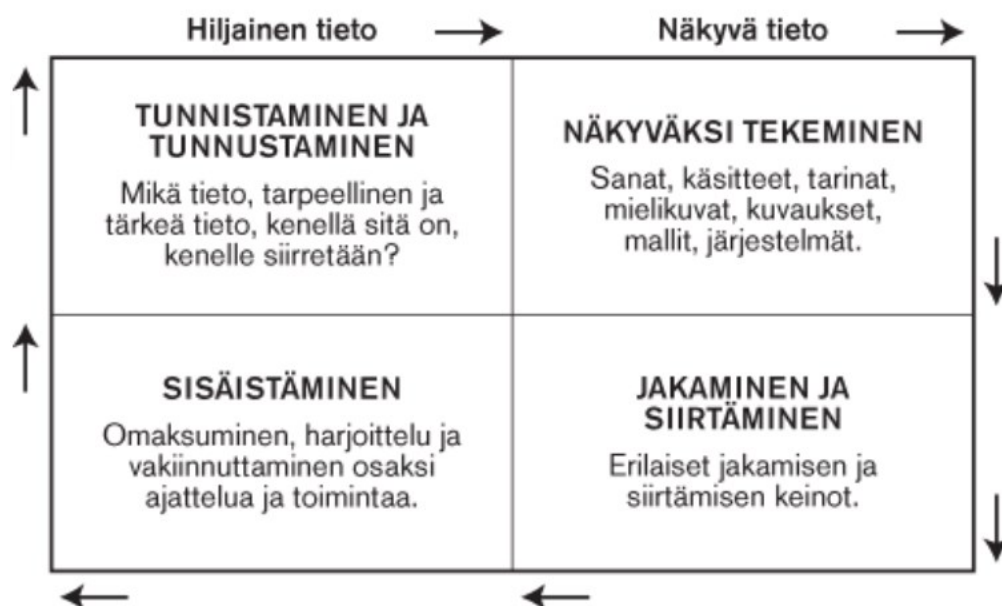 Hiljainen tieto
Näkyvä tieto
TUNNISTAMINEN JA
TUNNUSTAMINEN
Mikä tieto, tarpeellinen ja
tärkeä tieto, kenellä sitä on,
kenelle siirretään?
NÄKYVÄKSI TEKEMINEN
Sanat, käsitteet, tarinat,
mielikuvat, kuvaukset,
mallit, järjestelmät.
SISÄISTÄMINEN
Omaksuminen, harjoittelu ja
vakiinnuttaminen osaksi
ajattelua ja toimintaa.
JAKAMINEN JA
SIIRTÄMINEN
Erilaiset jakamisen ja
siirtämisen keinot.